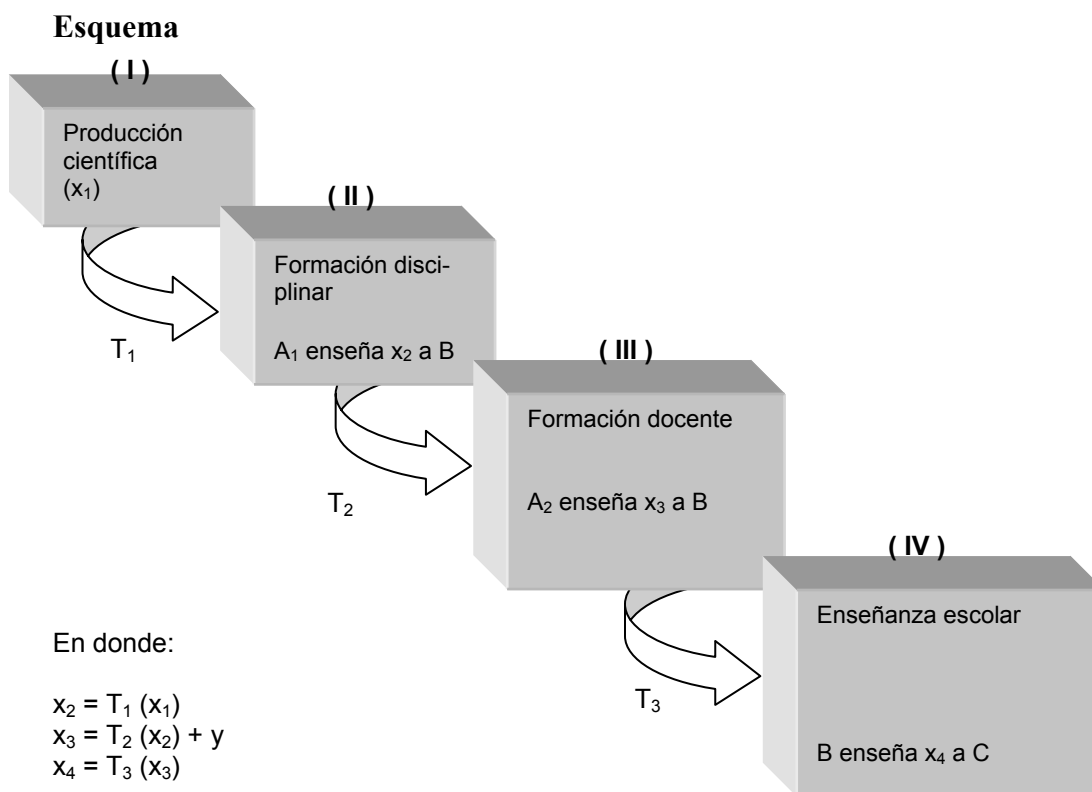 Esquema
( I )
Producción
científica
(x₁)
( II )
Formación disci-
plinar
A₁ enseña x₂ a B
T₁
( III )
Formación docente
A₂ enseña x₃ a B
T₂
( IV )
Enseñanza escolar
B enseña x₄ a C
T₃
En donde:
x₂ = T₁ (x₁)
x₃ = T₂ (x₂) + y
x₄ = T₃ (x₃)